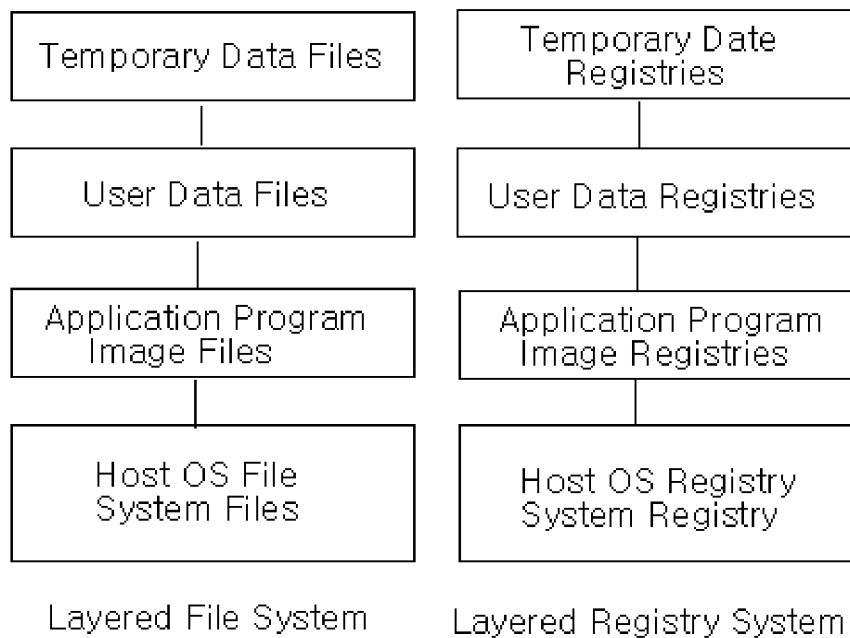 Temporary Data Files
User Data Files
Application Program
Image Files
Host OS File
System Files
Layered File System
Temporary Date
Registries
User Data Registries
Application Program
Image Registries
Host OS Registry
System Registry
Layered Registry System